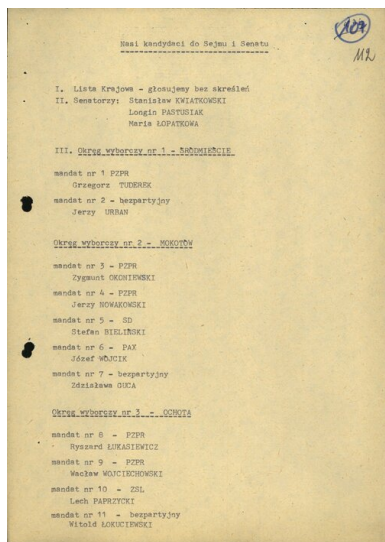 107
112
Nasi kandydaci do Sejmu i Senatu
I. Lista Krajowa - głosujemy bez skreśleń
II. Senatorzy: Stanisław KWIATKOWSKI
Longin PASTUSIAK
Maria ŁOPATKOWA
III. Okręg wyborczy nr 1 - ŚRÓDMIEŚCIE
mandat nr 1 PZPR
Grzegorz TUDEREK
mandat nr 2 - bezpartyjny
Jerzy URBAN
Okręg wyborczy nr 2 - MOKOTÓW
mandat nr 3 - PZPR
Zygmunt OKONIEWSKI
mandat nr 4 - PZPR
Jerzy NOWAKOWSKI
mandat nr 5 - SD
Stefan BIELIŃSKI
mandat nr 6 - PAX
Józef WÓJCIK
mandat nr 7 - bezpartyjny
Zdzisława GUCA
Okręg wyborczy nr 3 - OCHOTA
mandat nr 8 - PZPR
Ryszard ŁUKASIEWICZ
mandat nr 9 - PZPR
Wacław WOJCIECHOWSKI
mandat nr 10 - ZSL
Lech PAPRZYCKI
mandat nr 11 - bezpartyjny
Witold ŁOKUCIEWSKI